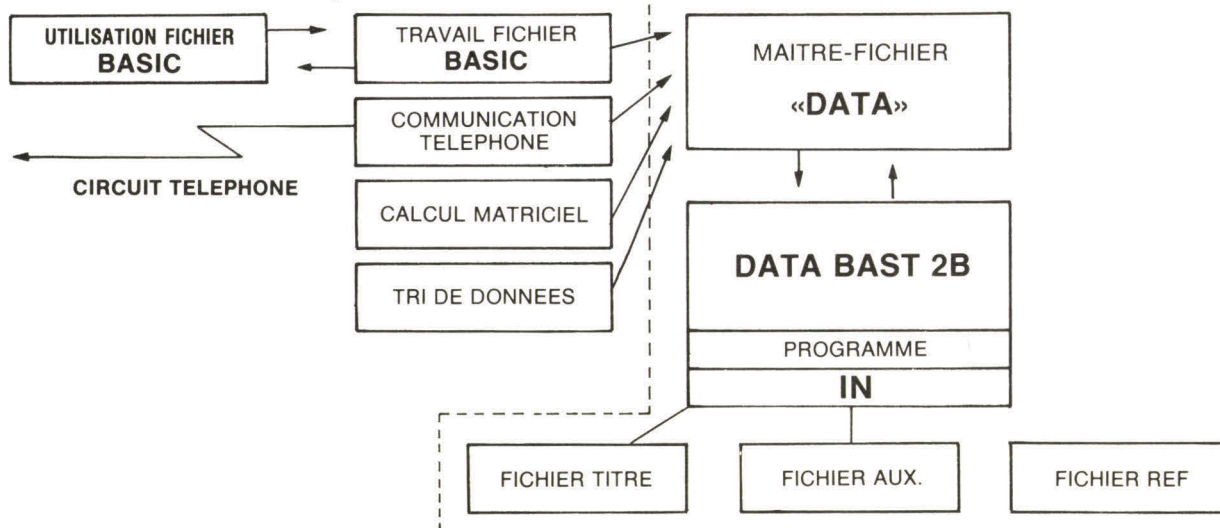 UTILISATION FICHIER
BASIC
TRAVAIL FICHIER
BASIC
MAITRE-FICHIER
«DATA»
COMMUNICATION
TELEPHONE
CIRCUIT TELEPHONE
CALCUL MATRICIEL
TRI DE DONNEES
DATA BAST 2B
PROGRAMME
IN
FICHIER TITRE
FICHIER AUX.
FICHIER REF